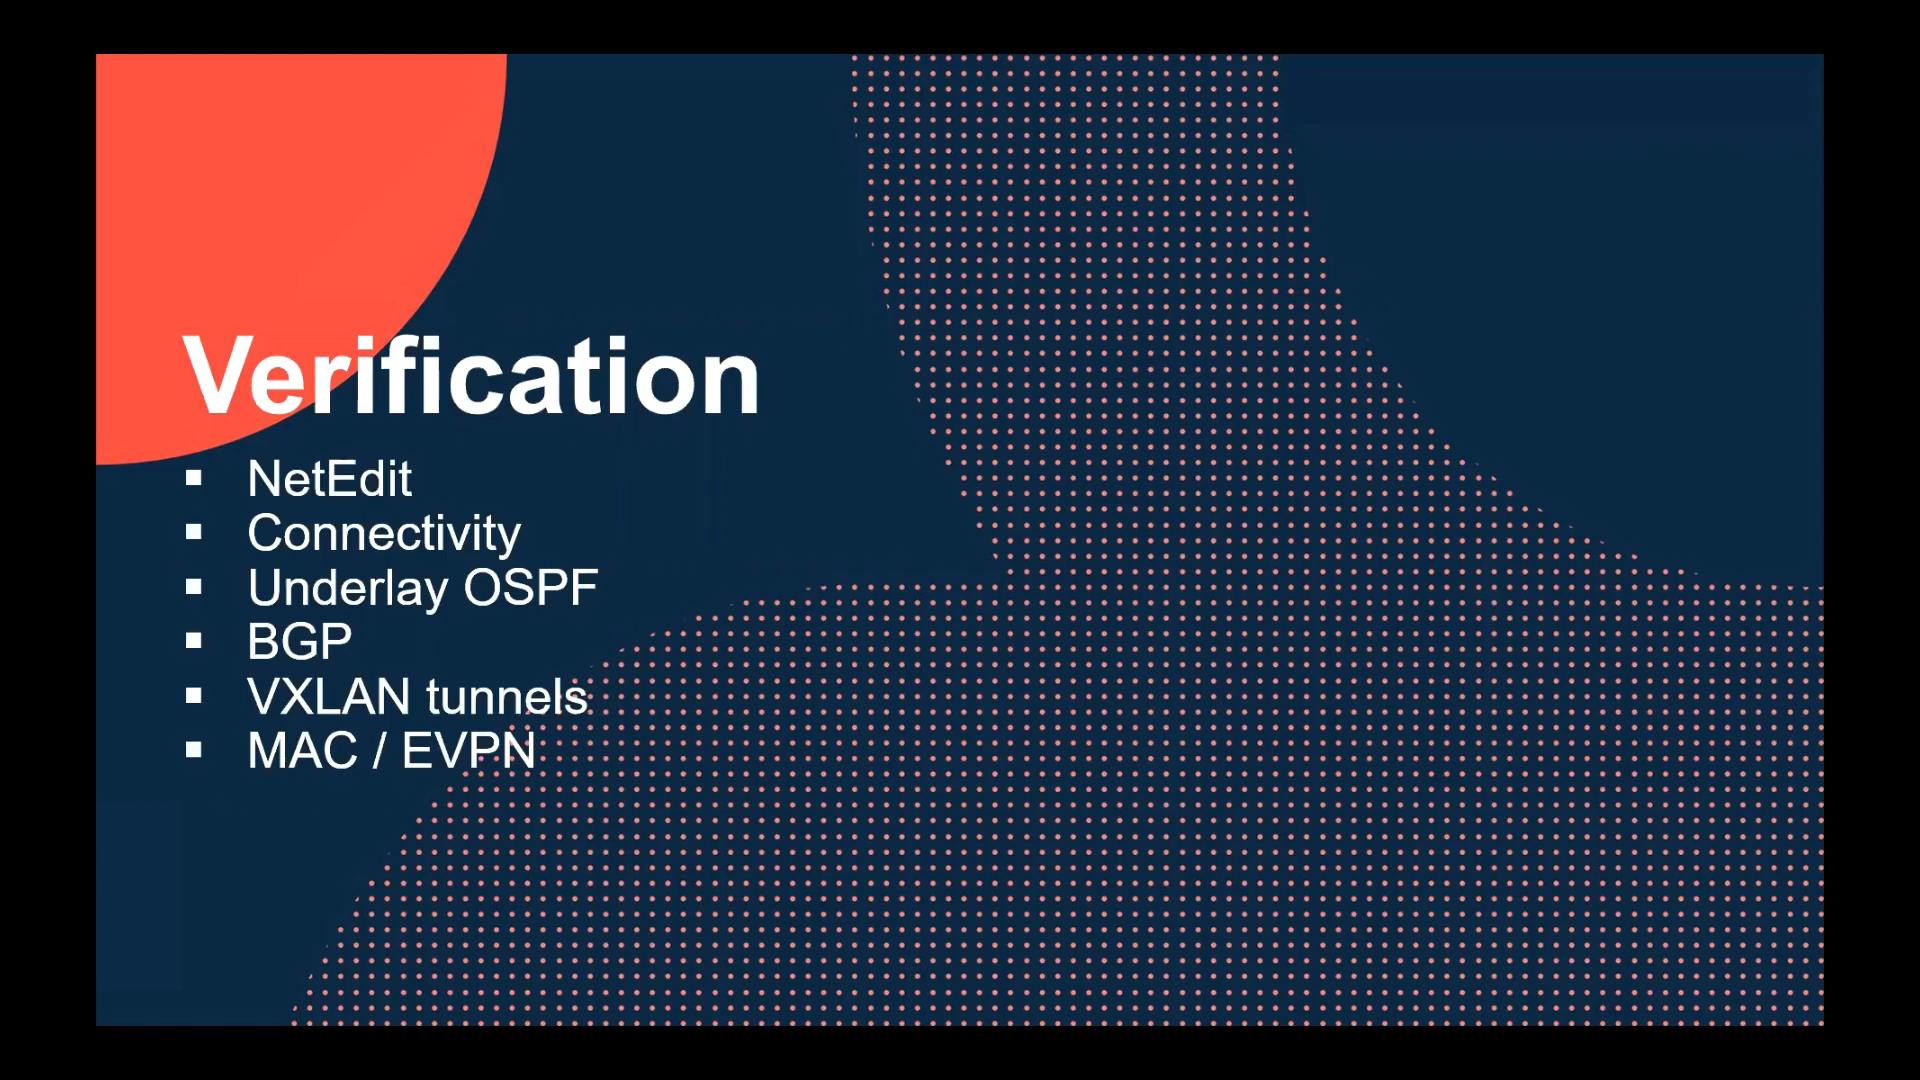 Verification
▪ NetEdit
▪ Connectivity
▪ Underlay OSPF
▪ BGP
▪ VXLAN tunnels
▪ MAC / EVPN